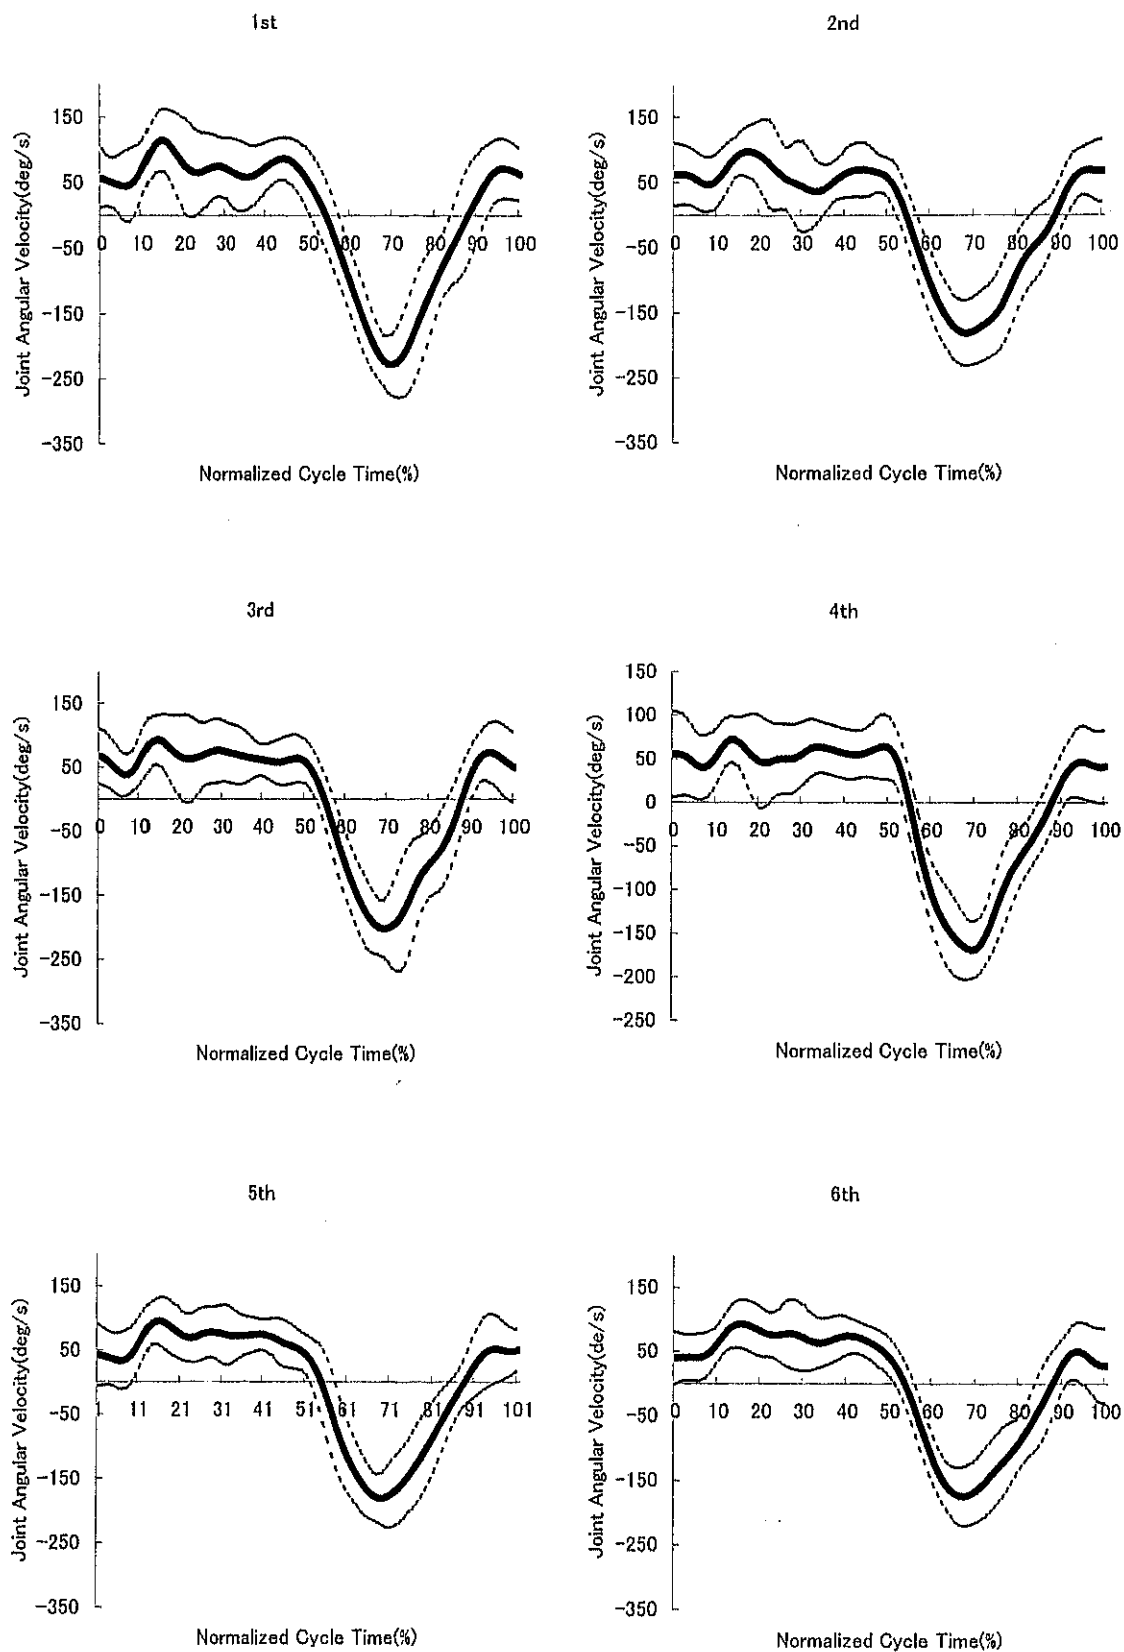 1st
150
50
-50
-150
-250
-350
0 10 20 30 40 50 60 70 80 90 100
Joint Angular Velocity(deg/s)
Normalized Cycle Time(%)
2nd
150
50
-50
-150
-250
-350
0 10 20 30 40 50 60 70 80 90 100
Joint Angular Velocity(deg/s)
Normalized Cycle Time(%)
3rd
150
50
-50
-150
-250
-350
0 10 20 30 40 50 60 70 80 90 100
Joint Angular Velocity(deg/s)
Normalized Cycle Time(%)
4th
150
100
50
0
-50
-100
-150
-200
-250
0 10 20 30 40 50 60 70 80 90 100
Joint Angular Velocity(deg/s)
Normalized Cycle Time(%)
5th
150
50
-50
-150
-250
-350
1 11 21 31 41 51 61 71 81 91 101
Joint Angular Velocity(deg/s)
Normalized Cycle Time(%)
6th
150
50
-50
-150
-250
-350
0 10 20 30 40 50 60 70 80 90 100
Joint Angular Velocity(de/s)
Normalized Cycle Time(%)